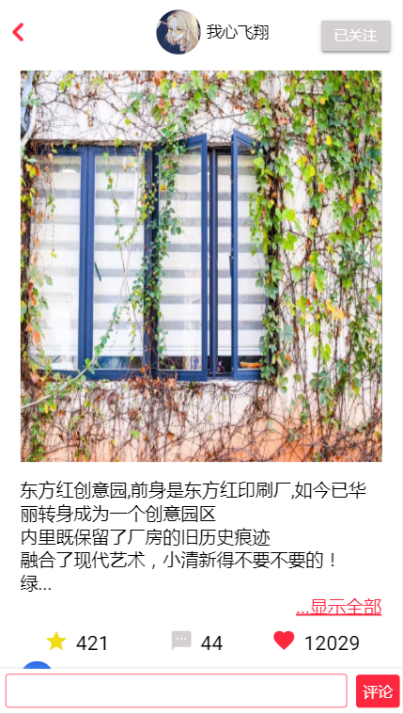 我心飞翔
已关注
东方红创意园,前身是东方红印刷厂,如今已华
丽转身成为一个创意园区
内里既保留了厂房的旧历史痕迹
融合了现代艺术，小清新得不要不要的！
绿...
...显示全部
421
44
12029
评论